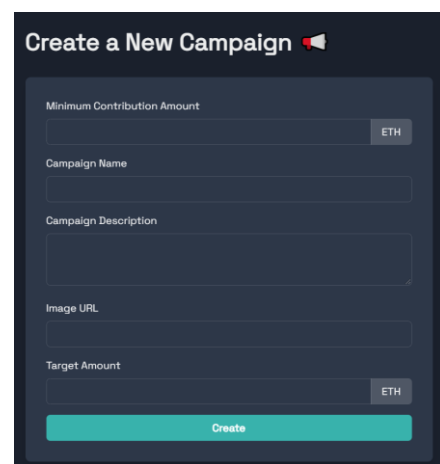 Create a New Campaign 📢
Minimum Contribution Amount
ETH
Campaign Name
Campaign Description
Image URL
Target Amount
ETH
Create